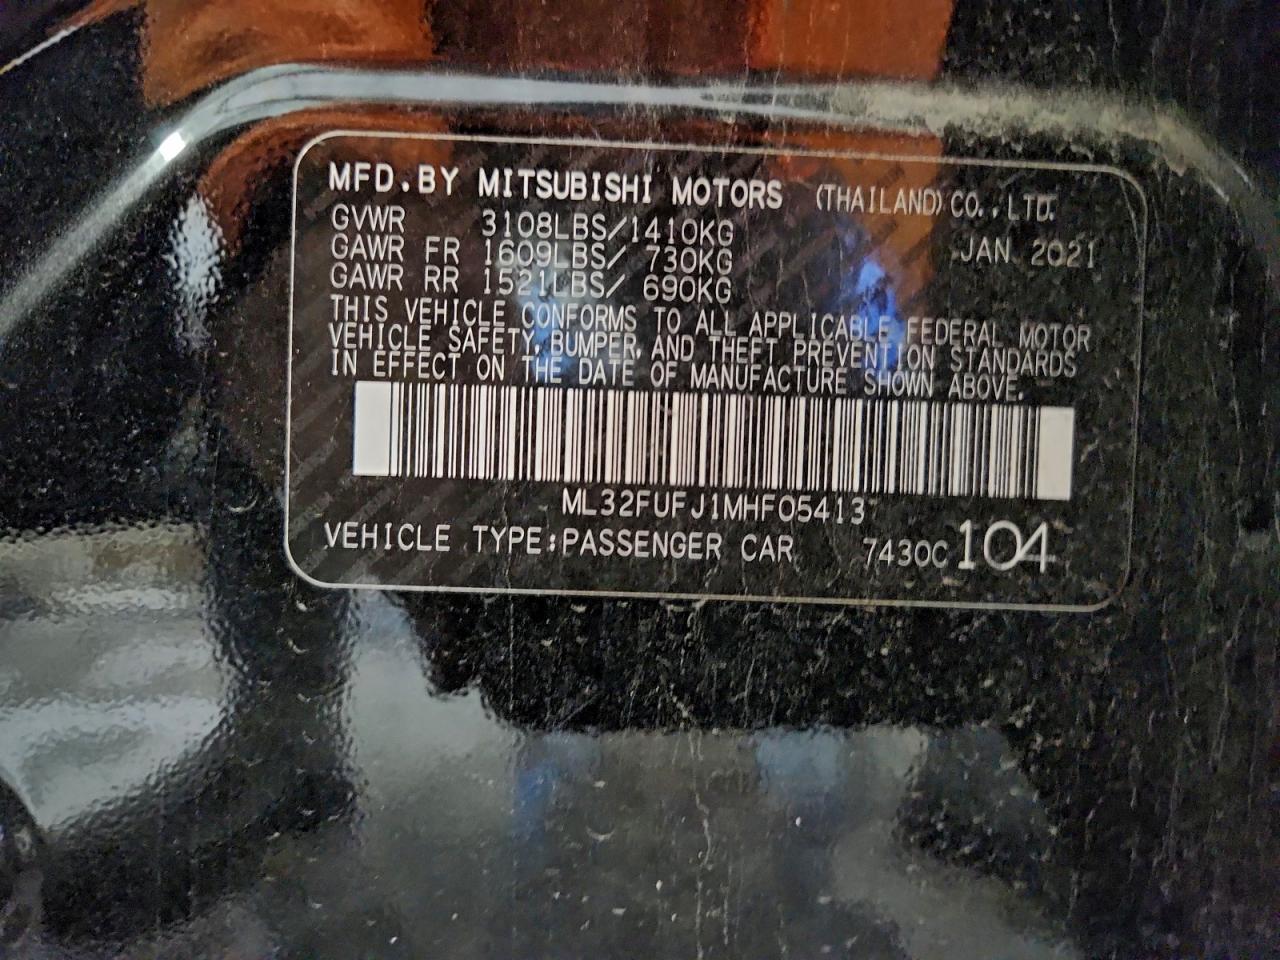 MFD.BY MITSUBISHI MOTORS (THAILAND) CO.,LTD.
GVWR 3108LBS/1410KG JAN. 2021
GAWR FR 1609LBS/ 730KG
GAWR RR 1521LBS/ 690KG
THIS VEHICLE CONFORMS TO ALL APPLICABLE FEDERAL MOTOR
VEHICLE SAFETY, BUMPER, AND THEFT PREVENTION STANDARDS
IN EFFECT ON THE DATE OF MANUFACTURE SHOWN ABOVE.
ML32FUFJ1MHF05413
VEHICLE TYPE:PASSENGER CAR 7430C 104